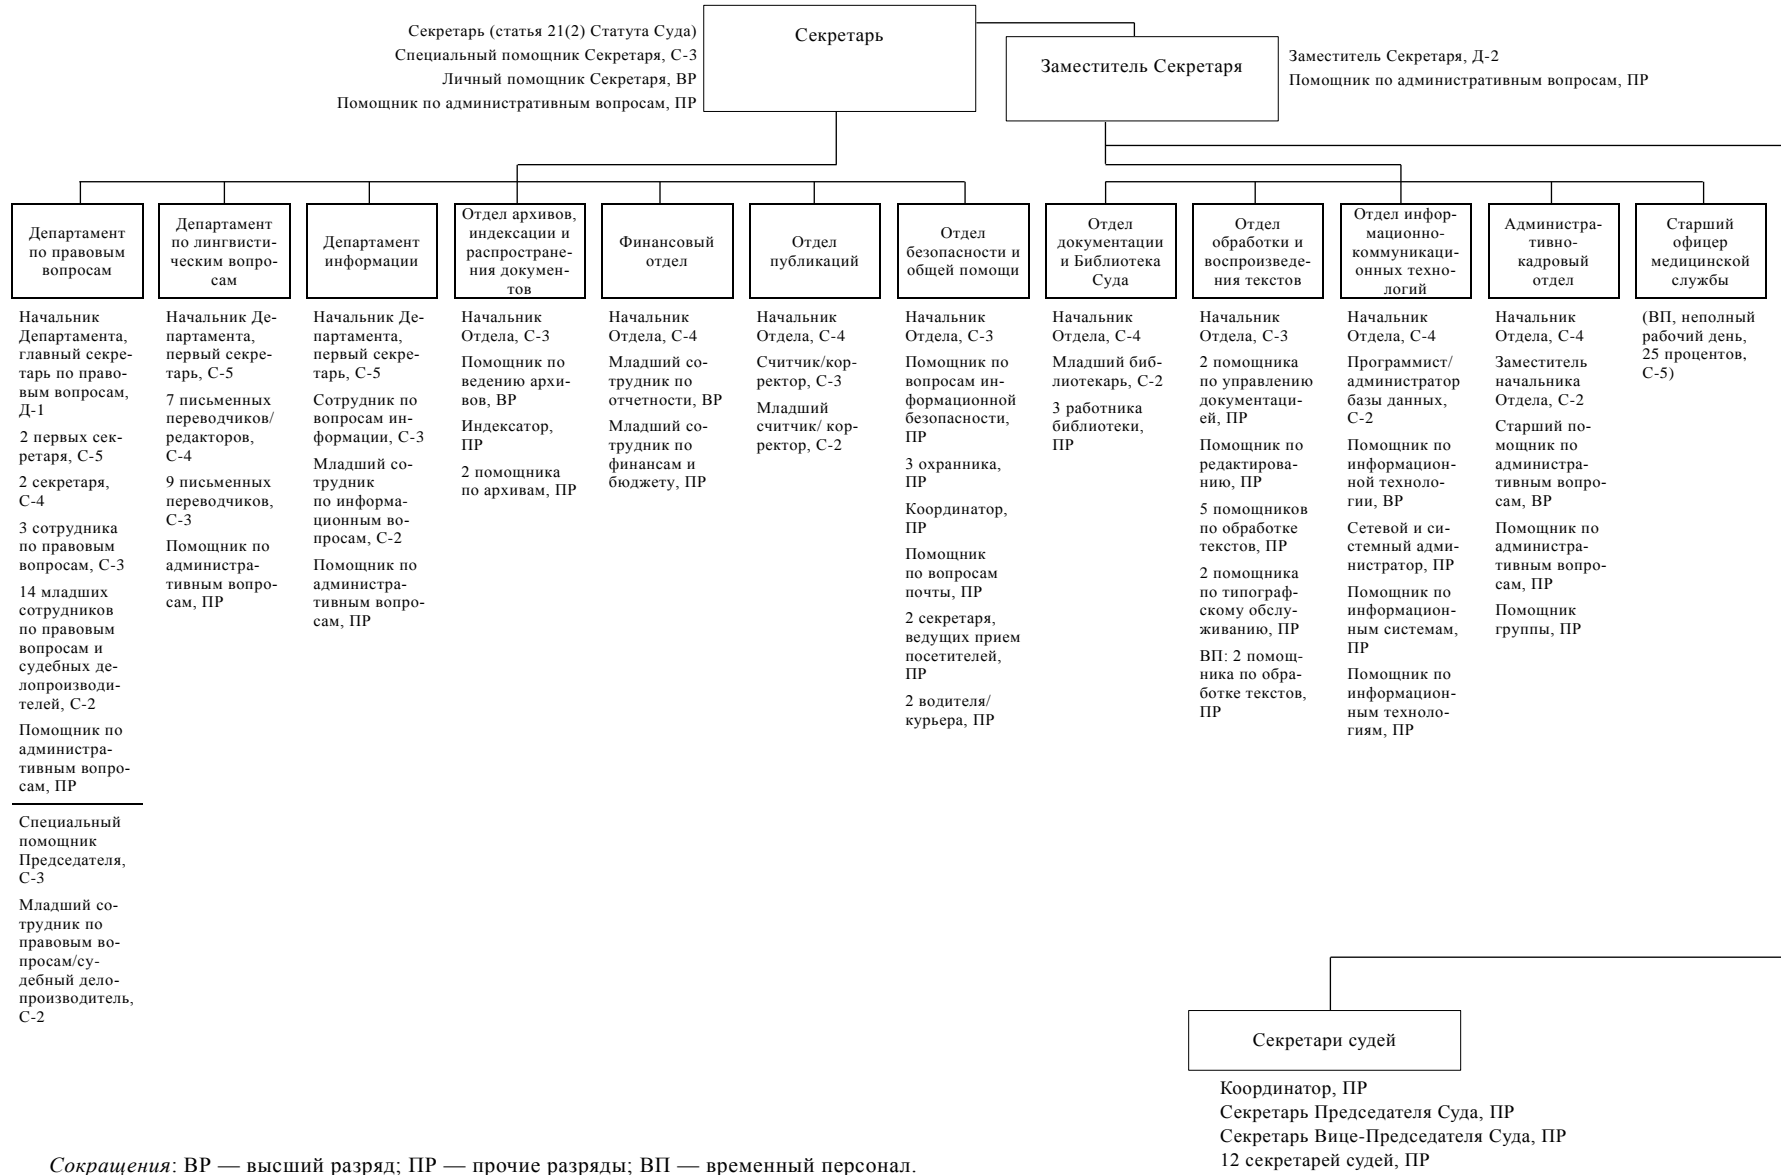 Секретарь (статья 21(2) Статута Суда)
Специальный помощник Секретаря, С-3
Личный помощник Секретаря, ВР
Помощник по административным вопросам, ПР
Секретарь
Заместитель Секретаря
Заместитель Секретаря, Д-2
Помощник по административным вопросам, ПР
Департамент
по правовым
вопросам
Начальник
Департамента,
главный секре-
тарь по право-
вым вопросам,
Д-1
2 первых сек-
ретаря, С-5
2 секретаря,
С-4
3 сотрудника
по правовым
вопросам, С-3
14 младших
сотрудников
по правовым
вопросам и
судебных де-
лопроизводи-
телей, С-2
Помощник по
администра-
тивным вопро-
сам, ПР
Специальный
помощник
Председателя,
С-3
Младший со-
трудник по
правовым во-
просам/су-
дебный дело-
производитель,
С-2
Департамент
по лингвисти-
ческим вопро-
сам
Начальник Де-
партамента,
первый секре-
тарь, С-5
7 письменных
переводчиков/
редакторов,
С-4
9 письменных
переводчиков,
С-3
Помощник по
администра-
тивным вопро-
сам, ПР
Департамент
информации
Начальник Де-
партамента,
первый секре-
тарь, С-5
Сотрудник по
вопросам ин-
формации, С-3
Младший со-
трудник
по информа-
ционным во-
просам, С-2
Помощник по
администра-
тивным вопро-
сам, ПР
Отдел архивов,
индексации и
распростране-
ния докумен-
тов
Начальник
Отдела, С-3
Помощник по
ведению архи-
вов, ВР
Индексатор,
ПР
2 помощника
по архивам, ПР
Финансовый
отдел
Начальник
Отдела, С-4
Младший со-
трудник по
отчетности, ВР
Младший со-
трудник по
финансам и
бюджету, ПР
Отдел
публикаций
Начальник
Отдела, С-4
Считчик/кор-
ректор, С-3
Младший
считчик/ кор-
ректор, С-2
Отдел
безопасности и
общей помощи
Начальник
Отдела, С-3
Помощник по
вопросам ин-
формационной
безопасности,
ПР
3 охранника,
ПР
Координатор,
ПР
Помощник
по вопросам
почты, ПР
2 секретаря,
ведущих прием
посетителей,
ПР
2 водителя/
курьера, ПР
Отдел
документации
и Библиотека
Суда
Начальник
Отдела, С-4
Младший биб-
лиотекарь, С-2
3 работника
библиотеки,
ПР
Отдел
обработки и
воспроизведе-
ния текстов
Начальник
Отдела, С-3
2 помощника
по управлению
документаци-
ей, ПР
Помощник по
редактирова-
нию, ПР
5 помощников
по обработке
текстов, ПР
2 помощника
по типограф-
скому обслу-
живанию, ПР
ВП: 2 помощ-
ника по обра-
ботке текстов,
ПР
Отдел инфор-
мационно-
коммуникаци-
онных техно-
логий
Начальник
Отдела, С-4
Программист/
администратор
базы данных,
С-2
Помощник по
информацион-
ной техноло-
гии, ВР
Сетевой и си-
стемный адми-
нистратор, ПР
Помощник по
информацион-
ным системам,
ПР
Помощник по
информацион-
ным техноло-
гиям, ПР
Администра-
тивно-
кадровый
отдел
Начальник
Отдела, С-4
Заместитель
начальника
Отдела, С-2
Старший по-
мощник по
администра-
тивным вопро-
сам, ВР
Помощник по
администра-
тивным вопро-
сам, ПР
Помощник
группы, ПР
Старший
офицер
медицинской
службы
(ВП, неполный
рабочий день,
25 процентов,
С-5)
Секретари судей
Координатор, ПР
Секретарь Председателя Суда, ПР
Секретарь Вице-Председателя Суда, ПР
12 секретарей судей, ПР
Сокращения: ВР — высший разряд; ПР — прочие разряды; ВП — временный персонал.